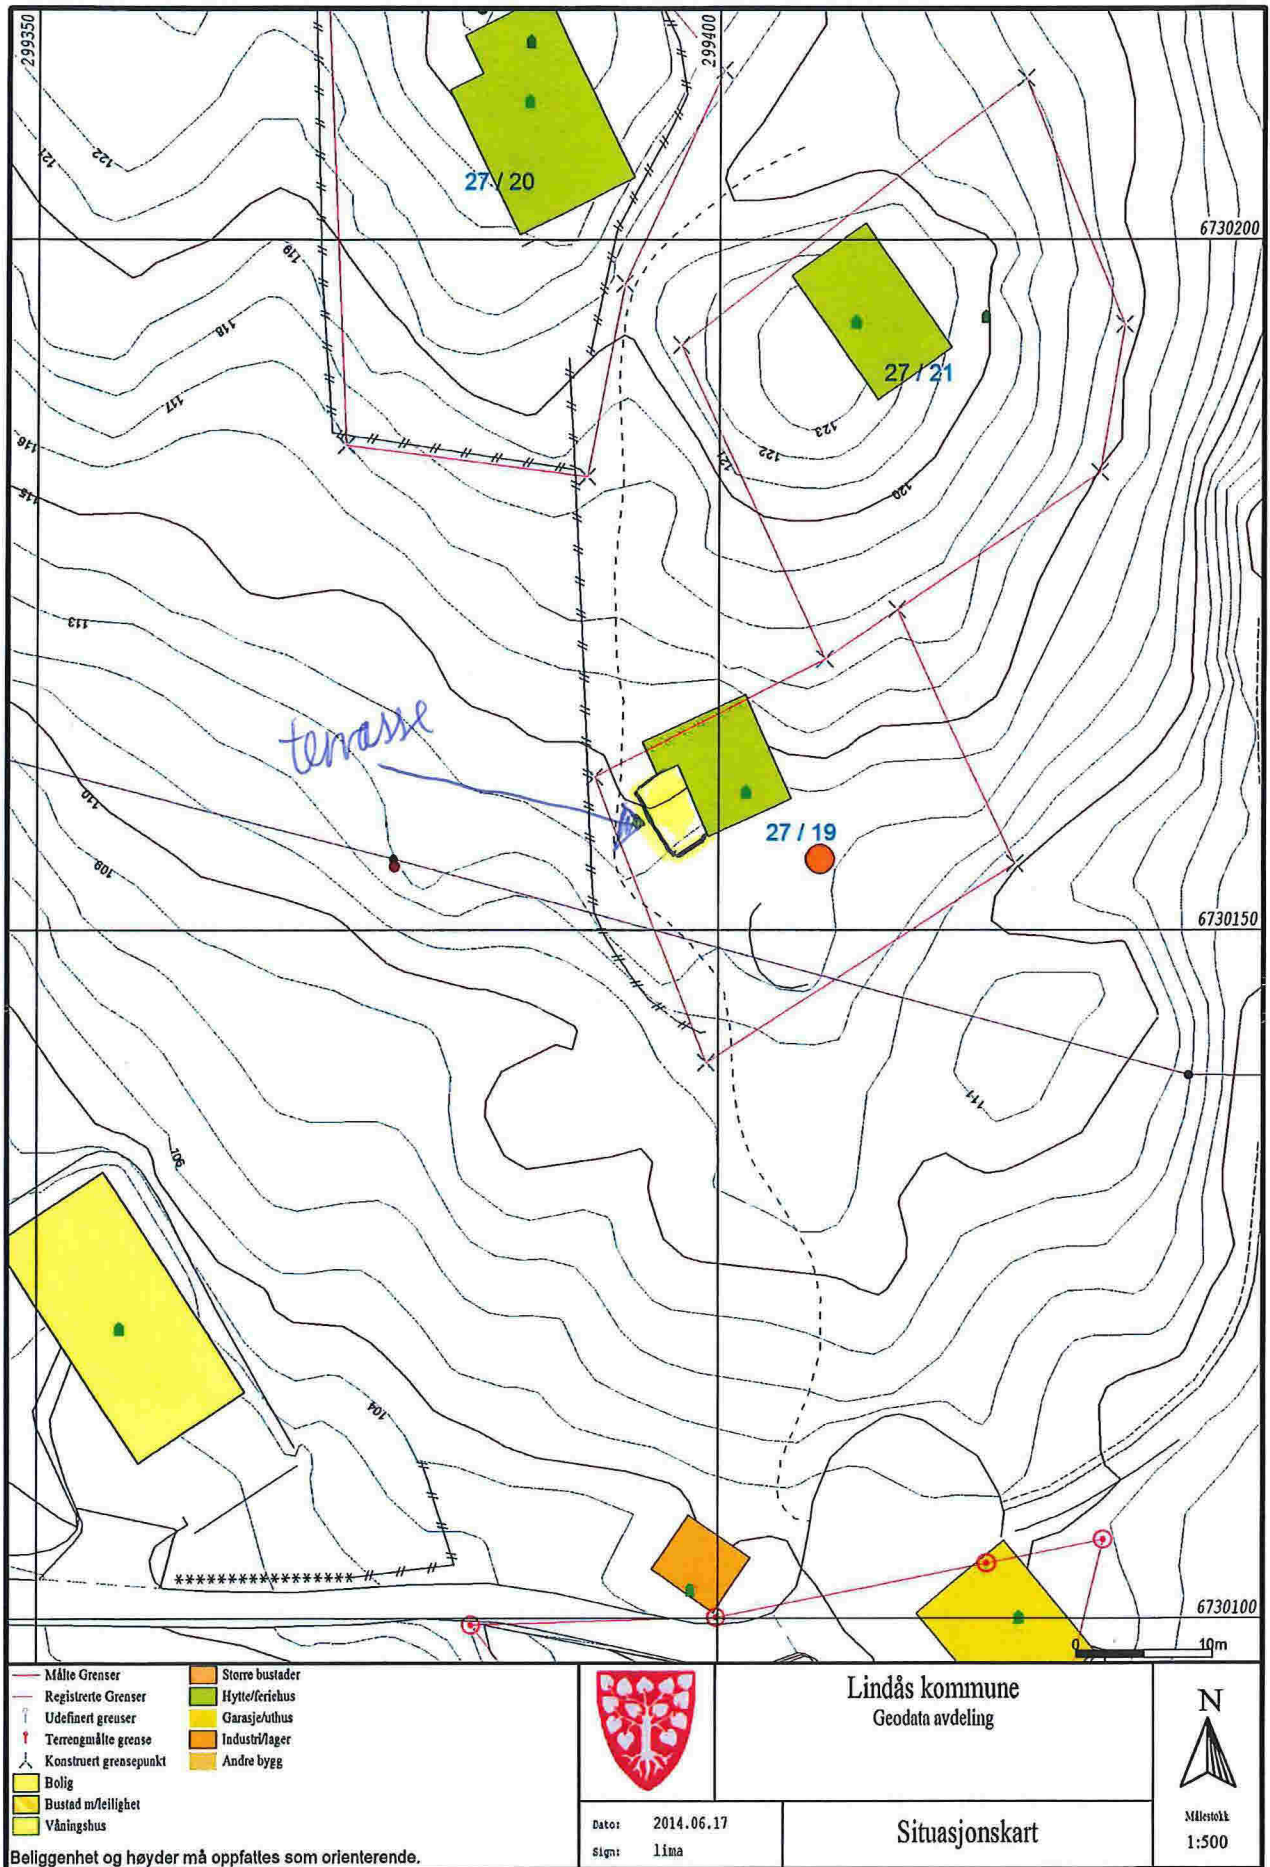 299350
299400
121
122
27 / 20
6730200
119
118
117
27 / 21
123
122
121
120
116
115
113
terrasse
110
109
27 / 19
6730150
111
106
104
*****************
6730100
0 10m
Målte Grenser
Registrerte Grenser
Udefinert grenser
Terrengmålte grense
Konstruert grensepunkt
Bolig
Bustad m/leilighet
Våningshus
Større bustader
Hytte/feriehus
Garasje/uthus
Industri/lager
Andre bygg
Beliggenhet og høyder må oppfattes som orienterende.
Lindås kommune
Geodata avdeling
Dato: 2014.06.17
Sign: lima
Situasjonskart
N
Målestokk
1:500